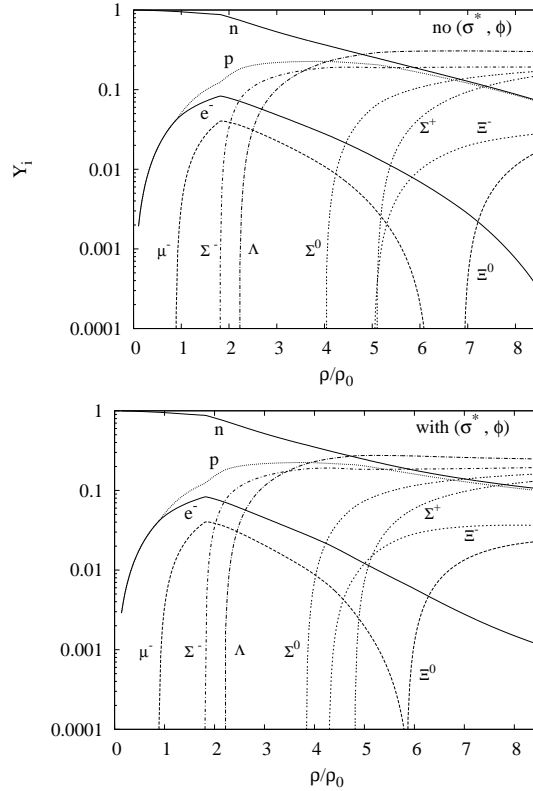 no (σ*, ϕ)
n
p
e⁻
Σ⁺
Ξ⁻
μ⁻
Σ⁻
Λ
Σ⁰
Ξ⁰
Y_i
1
0.1
0.01
0.001
0.0001
0 1 2 3 4 5 6 7 8
ρ/ρ₀
with (σ*, ϕ)
n
p
e⁻
Σ⁺
Ξ⁻
μ⁻
Σ⁻
Λ
Σ⁰
Ξ⁰
1
0.1
0.01
0.001
0.0001
0 1 2 3 4 5 6 7 8
ρ/ρ₀